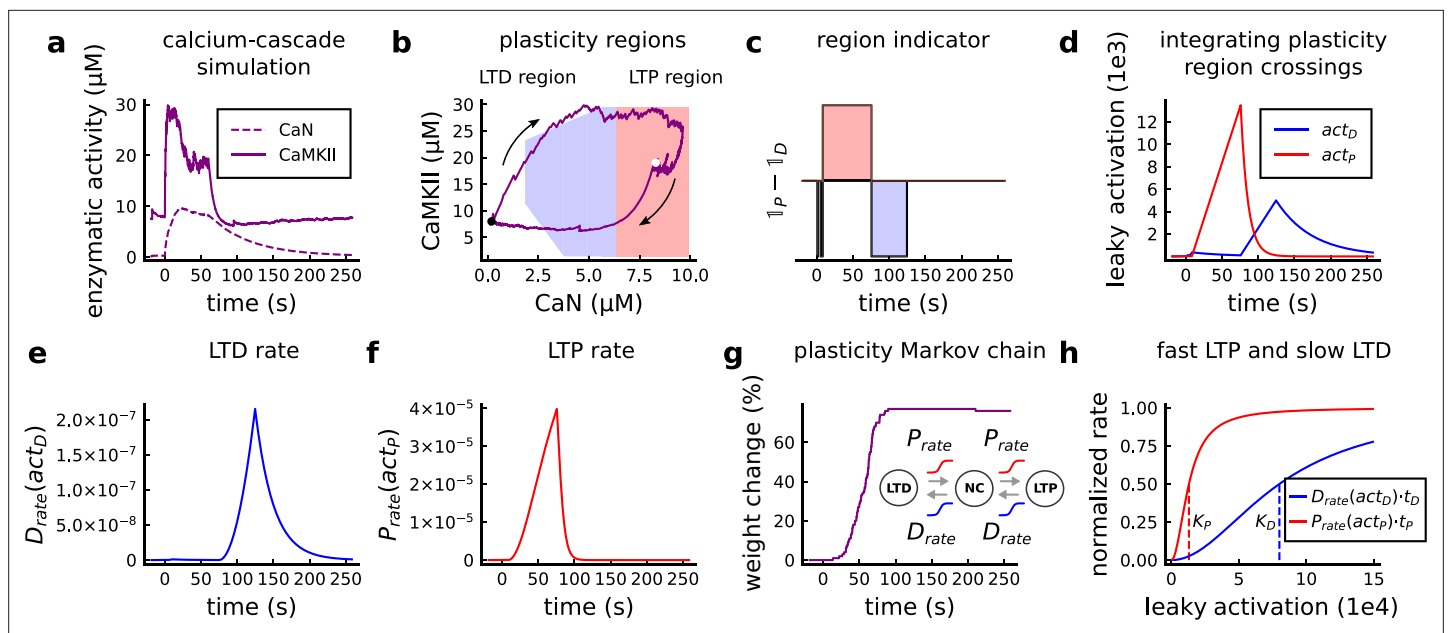 a
calcium-cascade
simulation
enzymatic activity (μM)
30
20
10
0
CaN
CaMKII
0 50 100 150 200 250
time (s)
b
plasticity regions
LTD region
LTP region
CaMKII (μM)
30
25
20
15
10
5
0.0 2.5 5.0 7.5 10.0
CaN (μM)
c
region indicator
𝟙P − 𝟙D
0 50 100 150 200 250
time (s)
d
integrating plasticity
region crossings
leaky activation (1e3)
12
10
8
6
4
2
actD
actP
0 50 100 150 200 250
time (s)
e
LTD rate
Drate(actD)
2.0×10⁻⁷
1.5×10⁻⁷
1.0×10⁻⁷
5.0×10⁻⁸
0
0 50 100 150 200 250
time (s)
f
LTP rate
Prate(actP)
4×10⁻⁵
3×10⁻⁵
2×10⁻⁵
1×10⁻⁵
0
0 50 100 150 200 250
time (s)
g
plasticity Markov chain
weight change (%)
60
40
20
0
Prate Prate
LTD NC LTP
Drate Drate
0 50 100 150 200 250
time (s)
h
fast LTP and slow LTD
normalized rate
1.00
0.75
0.50
0.25
0.00
KP
KD
Drate(actD)·tD
Prate(actP)·tP
0 5 10 15
leaky activation (1e4)